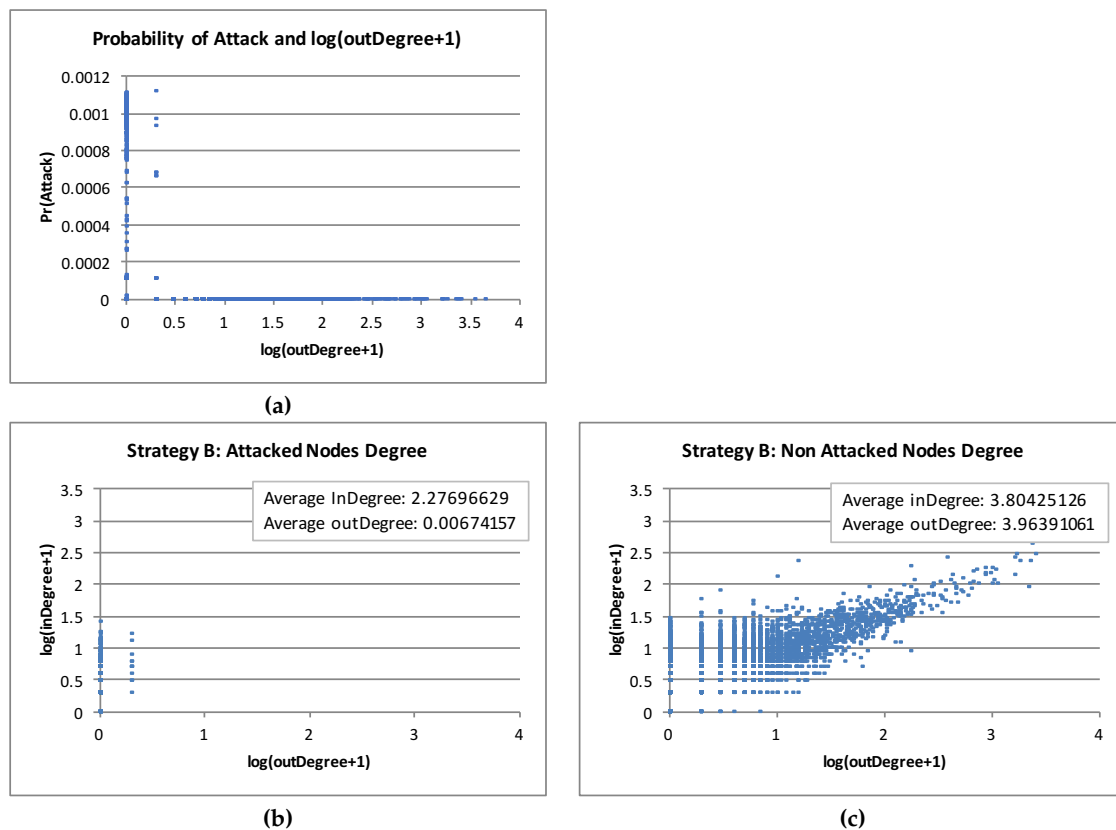 Probability of Attack and log(outDegree+1)
Pr(Attack)
0.0012
0.001
0.0008
0.0006
0.0004
0.0002
0
0 0.5 1 1.5 2 2.5 3 3.5 4
log(outDegree+1)
(a)
Strategy B: Attacked Nodes Degree
Average InDegree: 2.27696629
Average outDegree: 0.00674157
log(inDegree+1)
3.5
3
2.5
2
1.5
1
0.5
0
0 1 2 3 4
log(outDegree+1)
(b)
Strategy B: Non Attacked Nodes Degree
Average inDegree: 3.80425126
Average outDegree: 3.96391061
log(inDegree+1)
3.5
3
2.5
2
1.5
1
0.5
0
0 1 2 3 4
log(outDegree+1)
(c)